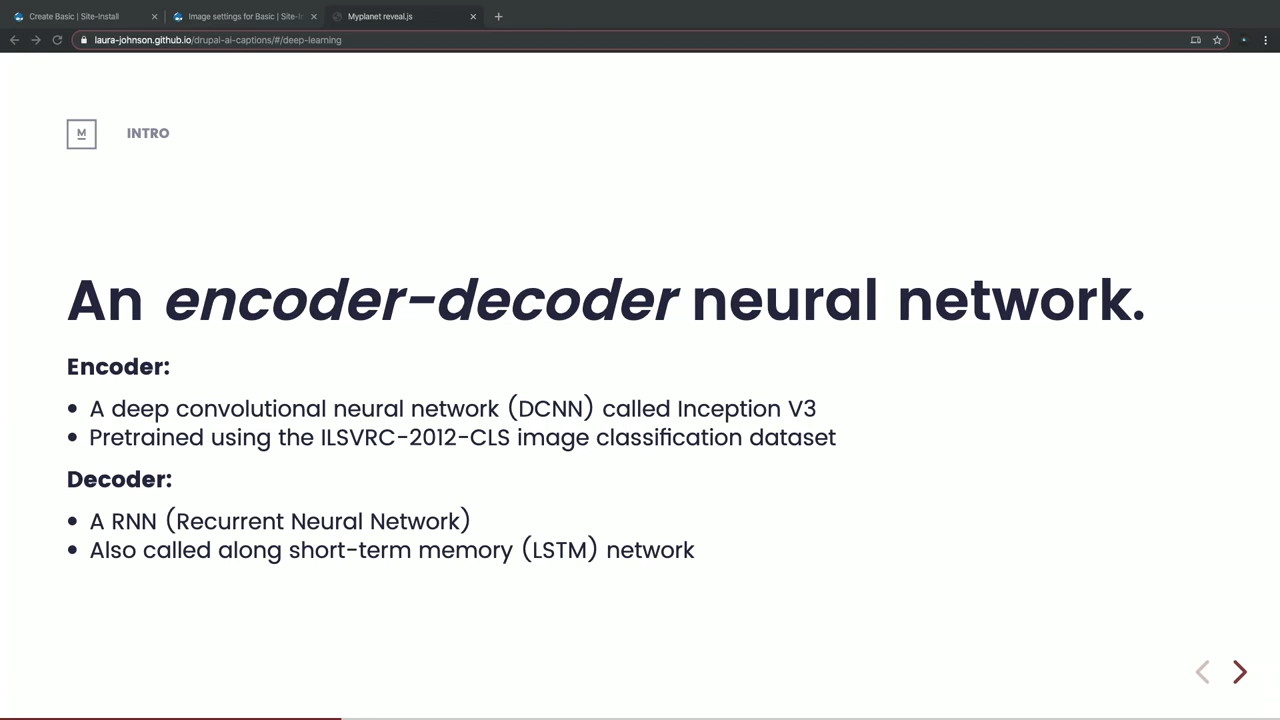 Create Basic | Site-Install
Image settings for Basic | Site-In
Myplanet reveal.js
laura-johnson.github.io/drupal-ai-captions/#/deep-learning
M INTRO
An encoder-decoder neural network.
Encoder:
• A deep convolutional neural network (DCNN) called Inception V3
• Pretrained using the ILSVRC-2012-CLS image classification dataset
Decoder:
• A RNN (Recurrent Neural Network)
• Also called along short-term memory (LSTM) network